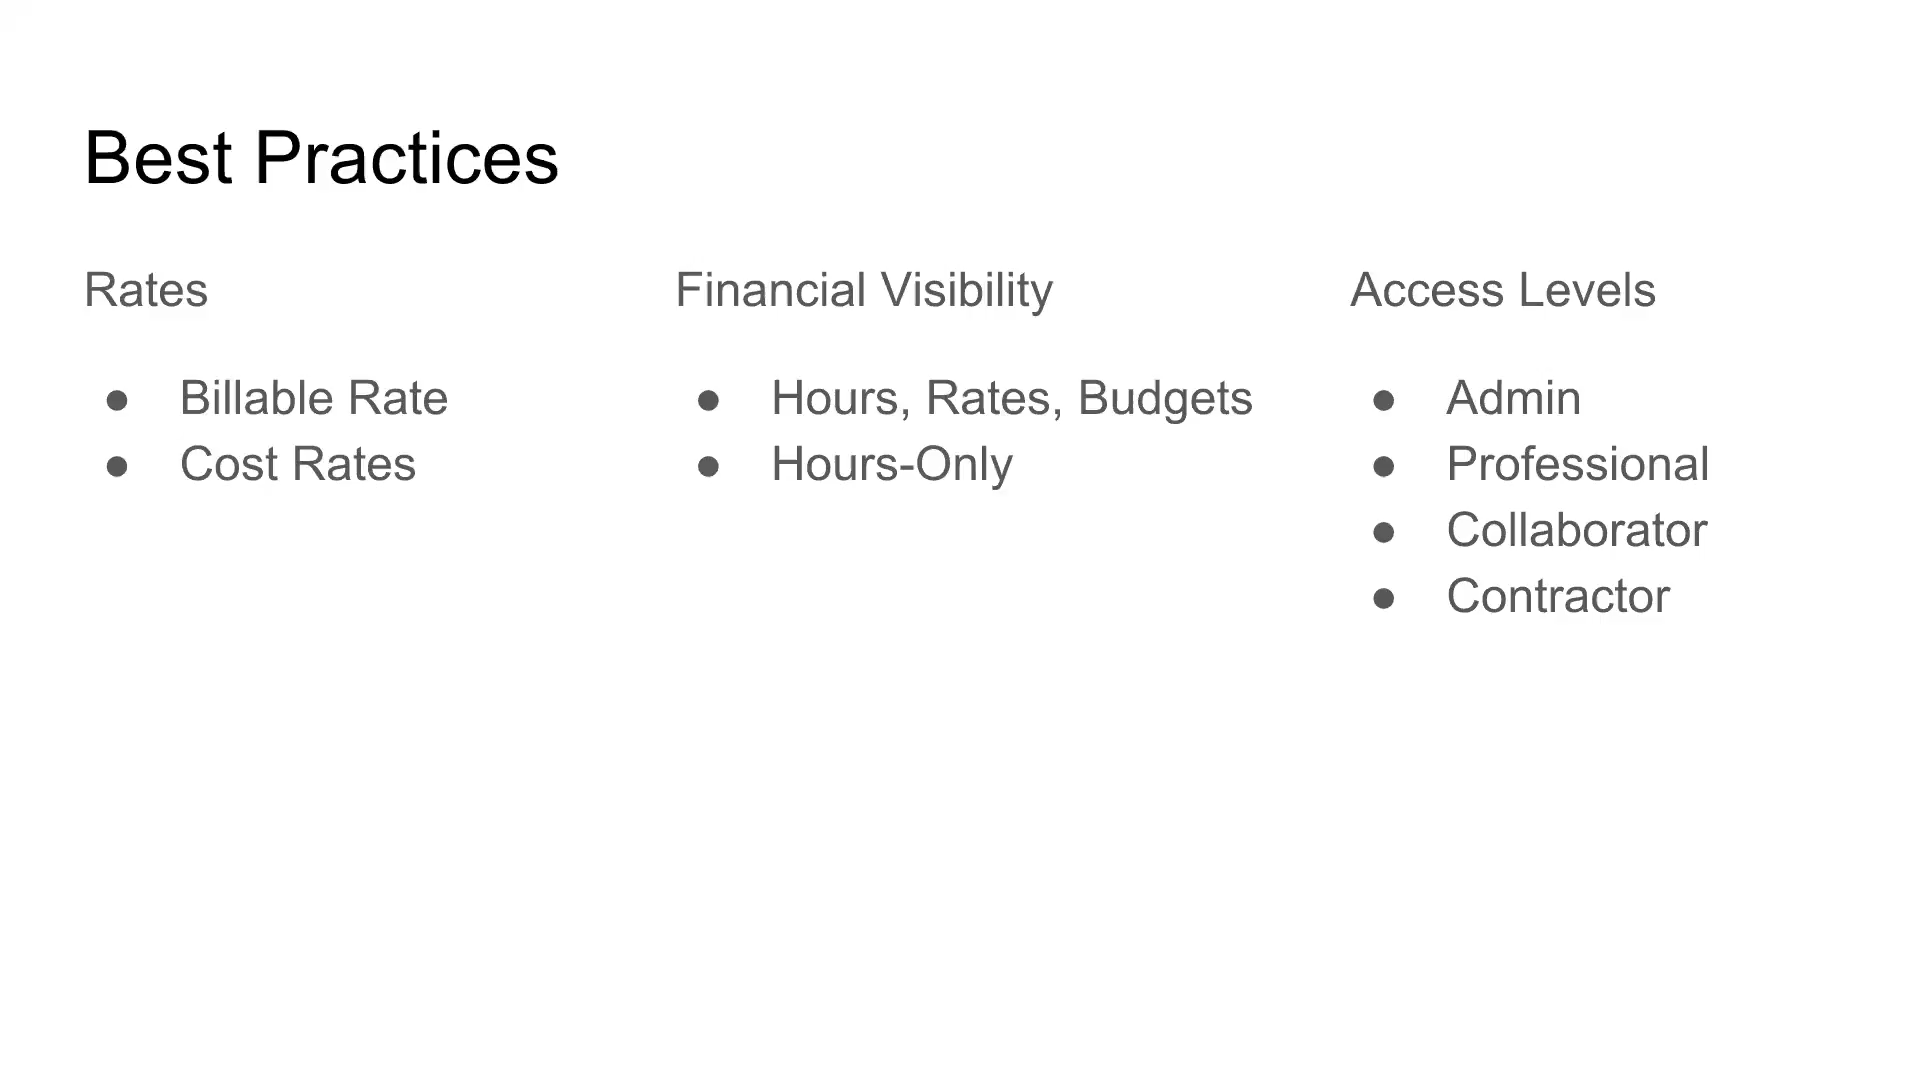 Best Practices
Rates
● Billable Rate
● Cost Rates
Financial Visibility
● Hours, Rates, Budgets
● Hours-Only
Access Levels
● Admin
● Professional
● Collaborator
● Contractor